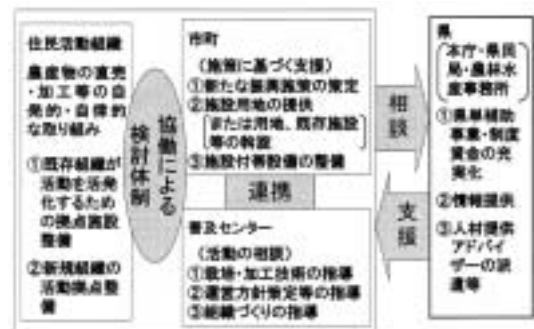 住民活動組織
農産物の直売
・加工等の自
発的・自律的
な取り組み
①既存組織が
活動を活発
化するため
の拠点施設
整備
②新規組織の
活動拠点整
備
協働による
検討体制
市町
(施策に基づく支援)
①新たな振興施策の策定
②施設用地の提供
または用地、既存施設
等の斡旋
③施設付帯設備の整備
連携
普及センター
(活動の相談)
①栽培・加工技術の指導
②運営方針策定等の指導
③組織づくりの指導
相談
支援
県
本庁・県民
局・農林水
産事務所
①県単補助
事業・制度
資金の充
実化
②情報提供
③人材提供
アドバイ
ザーの派
遣等